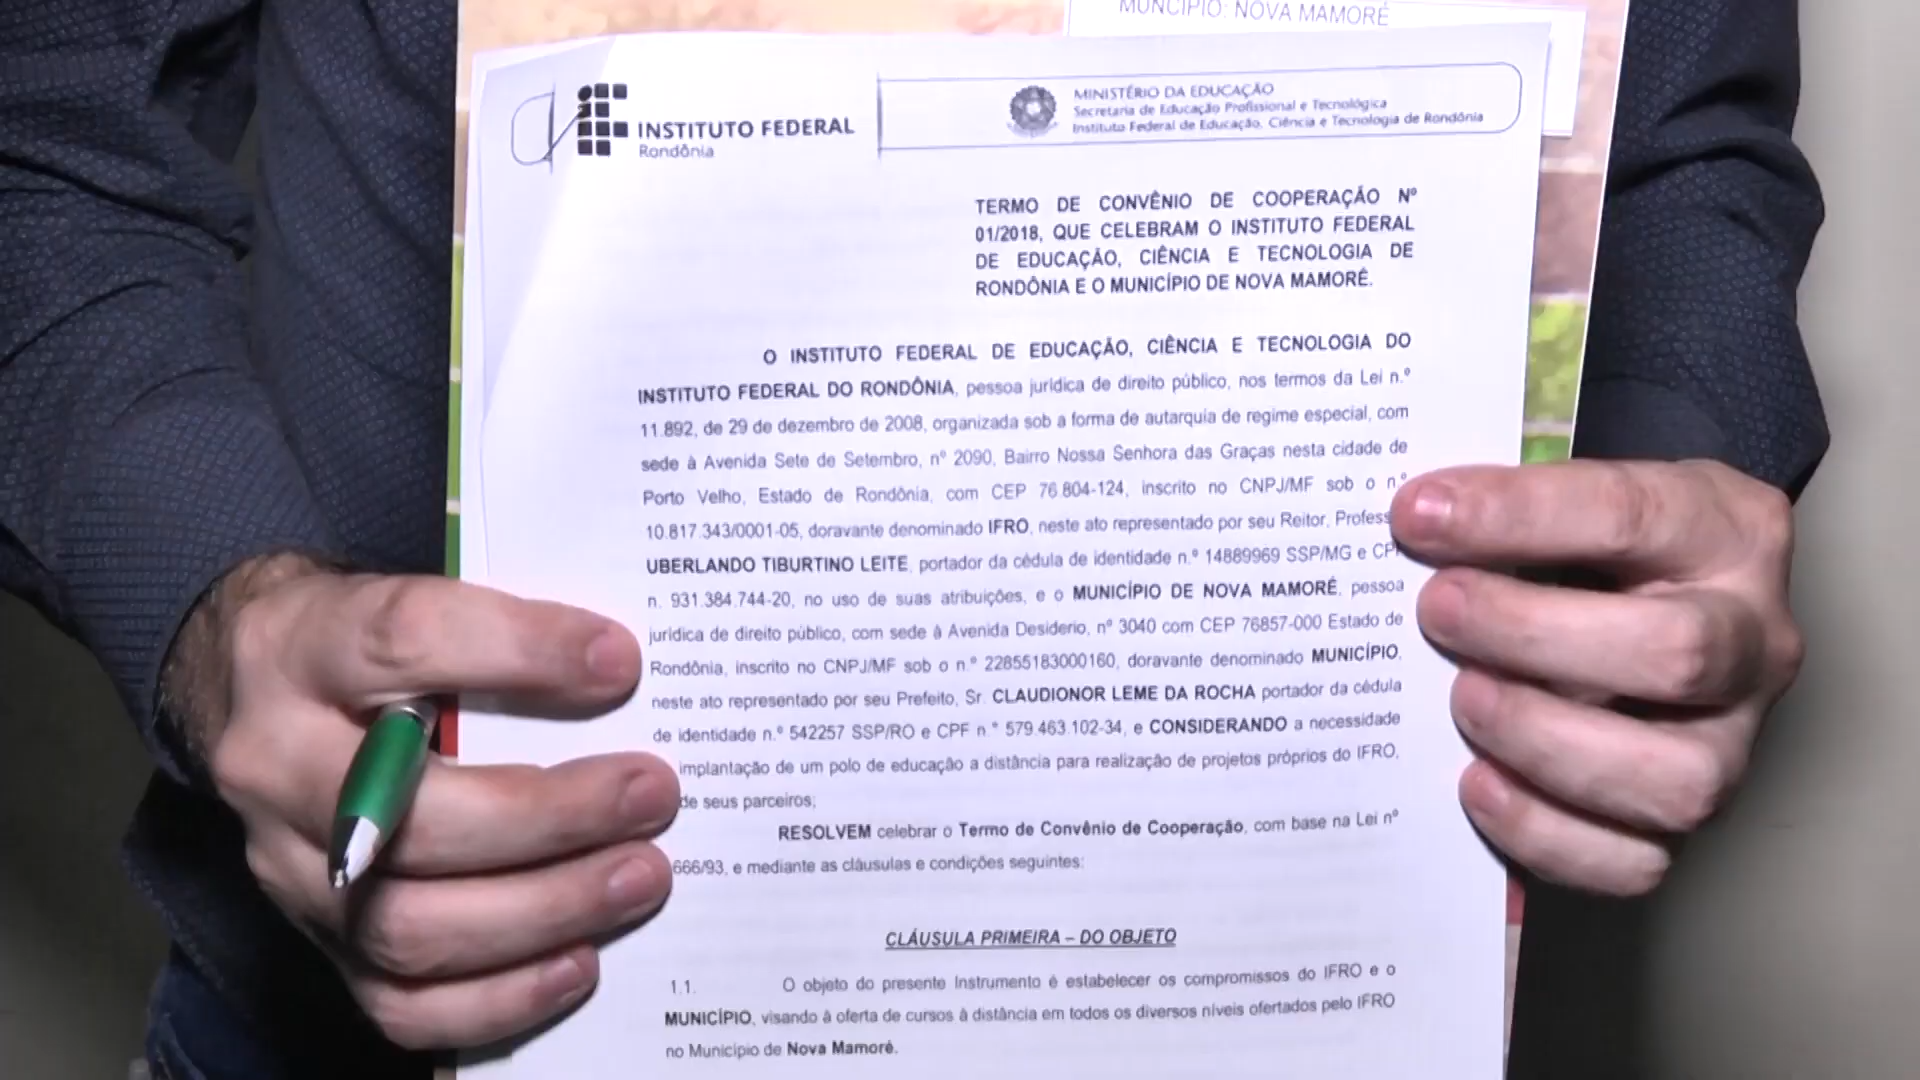 MUNCIPIO: NOVA MAMORÉ
INSTITUTO FEDERAL
Rondônia
MINISTÉRIO DA EDUCAÇÃO
Secretaria de Educação Profissional e Tecnológica
Instituto Federal de Educação, Ciência e Tecnologia de Rondônia
TERMO DE CONVÊNIO DE COOPERAÇÃO Nº
01/2018, QUE CELEBRAM O INSTITUTO FEDERAL
DE EDUCAÇÃO, CIÊNCIA E TECNOLOGIA DE
RONDÔNIA E O MUNICÍPIO DE NOVA MAMORÉ.
O INSTITUTO FEDERAL DE EDUCAÇÃO, CIÊNCIA E TECNOLOGIA DO
INSTITUTO FEDERAL DO RONDÔNIA, pessoa jurídica de direito público, nos termos da Lei n.º
11.892, de 29 de dezembro de 2008, organizada sob a forma de autarquia de regime especial, com
sede à Avenida Sete de Setembro, nº 2090, Bairro Nossa Senhora das Graças nesta cidade de
Porto Velho, Estado de Rondônia, com CEP 76.804-124, inscrito no CNPJ/MF sob o n.º
10.817.343/0001-05, doravante denominado IFRO, neste ato representado por seu Reitor, Profess
UBERLANDO TIBURTINO LEITE, portador da cédula de identidade n.º 14889969 SSP/MG e CPF
n. 931.384.744-20, no uso de suas atribuições, e o MUNICÍPIO DE NOVA MAMORÉ, pessoa
jurídica de direito público, com sede à Avenida Desiderio, nº 3040 com CEP 76857-000 Estado de
Rondônia, inscrito no CNPJ/MF sob o n.º 22855183000160, doravante denominado MUNICÍPIO,
neste ato representado por seu Prefeito, Sr. CLAUDIONOR LEME DA ROCHA portador da cédula
de identidade n.º 542257 SSP/RO e CPF n.º 579.463.102-34, e CONSIDERANDO a necessidade
implantação de um polo de educação a distância para realização de projetos próprios do IFRO,
de seus parceiros;
RESOLVEM celebrar o Termo de Convênio de Cooperação, com base na Lei nº
666/93, e mediante as cláusulas e condições seguintes:
CLÁUSULA PRIMEIRA – DO OBJETO
1.1. O objeto do presente Instrumento é estabelecer os compromissos do IFRO e o
MUNICÍPIO, visando à oferta de cursos à distância em todos os diversos níveis ofertados pelo IFRO
no Município de Nova Mamoré.